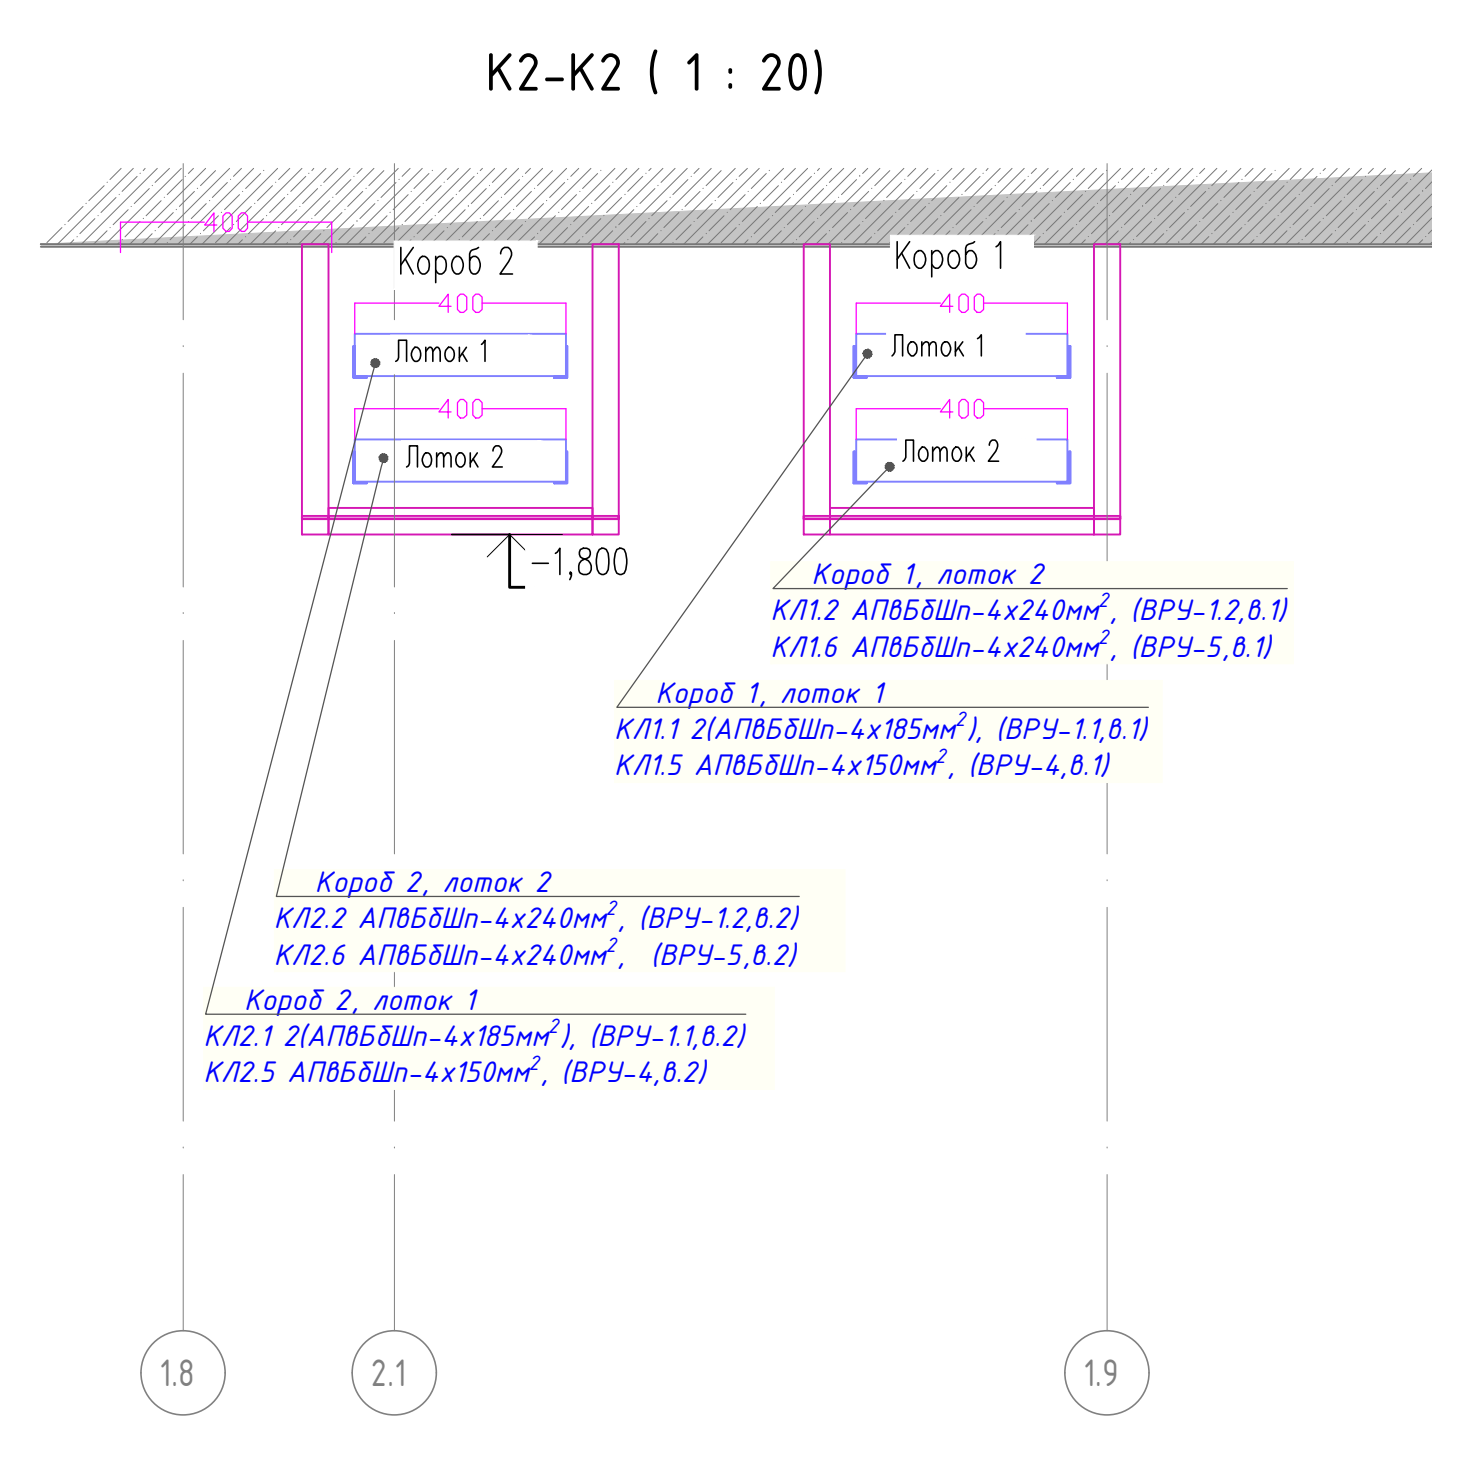 К2-К2 ( 1 : 20)
400
Короб 2
400
Лоток 1
400
Лоток 2
-1,800
Короб 1
400
Лоток 1
400
Лоток 2
Короб 1, лоток 2
КЛ1.2 АПвБбШп-4х240мм², (ВРУ-1.2,в.1)
КЛ1.6 АПвБбШп-4х240мм², (ВРУ-5,в.1)
Короб 1, лоток 1
КЛ1.1 2(АПвБбШп-4х185мм²), (ВРУ-1.1,в.1)
КЛ1.5 АПвБбШп-4х150мм², (ВРУ-4,в.1)
Короб 2, лоток 2
КЛ2.2 АПвБбШп-4х240мм², (ВРУ-1.2,в.2)
КЛ2.6 АПвБбШп-4х240мм², (ВРУ-5,в.2)
Короб 2, лоток 1
КЛ2.1 2(АПвБбШп-4х185мм²), (ВРУ-1.1,в.2)
КЛ2.5 АПвБбШп-4х150мм², (ВРУ-4,в.2)
1.8
2.1
1.9